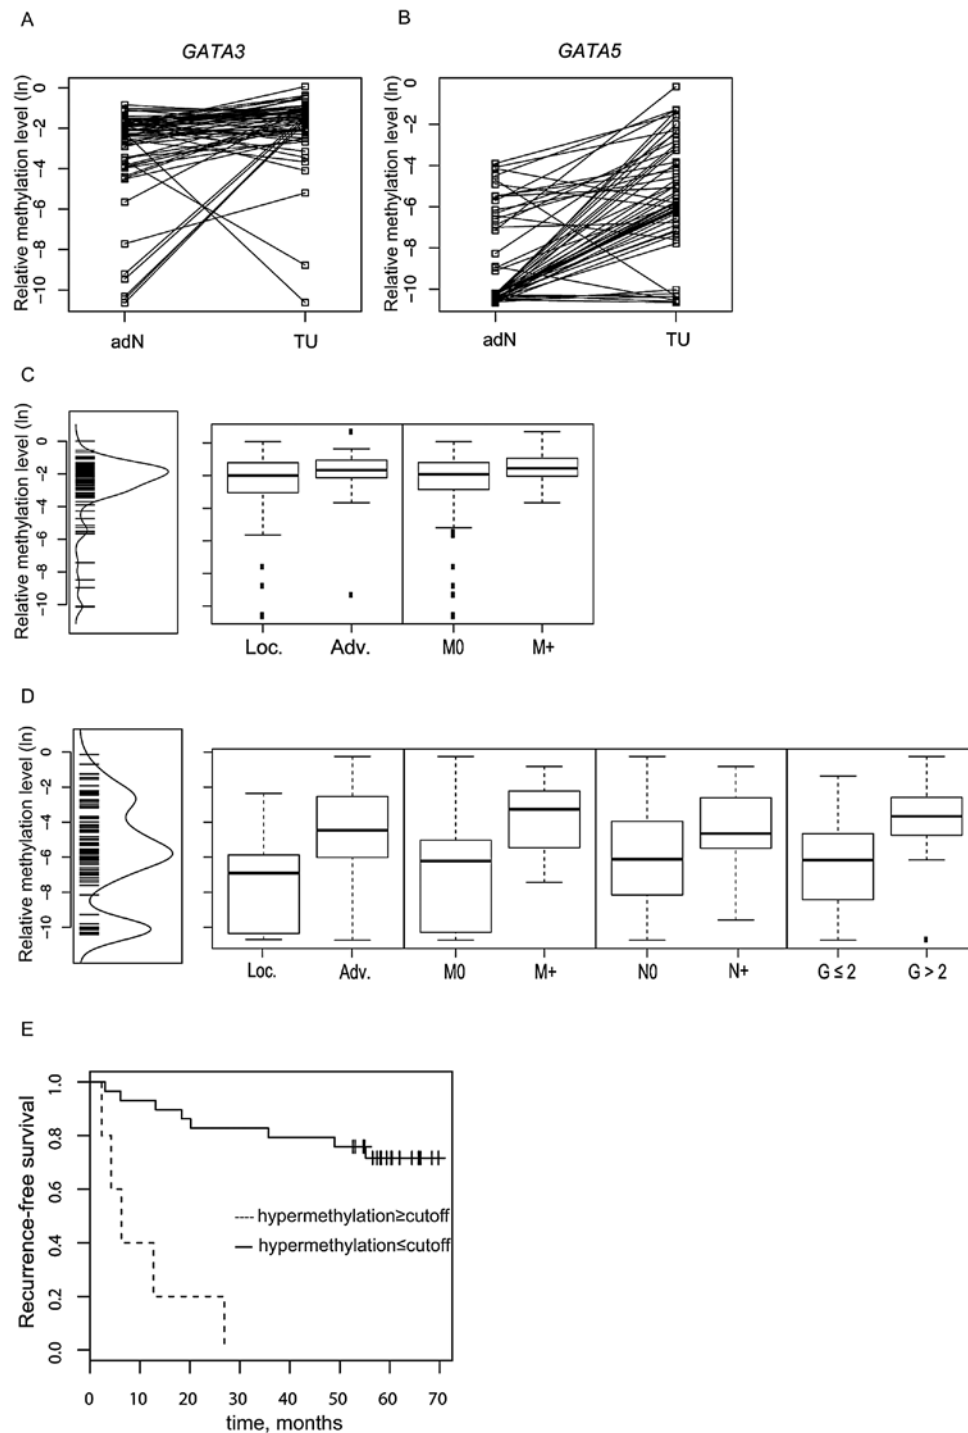 A
B
GATA3
GATA5
Relative methylation level (ln)
0
-2
-4
-6
-8
-10
adN
TU
Relative methylation level (ln)
0
-2
-4
-6
-8
-10
adN
TU
C
Relative methylation level (ln)
0
-2
-4
-6
-8
-10
Loc.
Adv.
M0
M+
D
Relative methylation level (ln)
0
-2
-4
-6
-8
-10
Loc.
Adv.
M0
M+
N0
N+
G ≤ 2
G > 2
E
Recurrence-free survival
1.0
0.8
0.6
0.4
0.2
0.0
hypermethylation≥cutoff
hypermethylation≤cutoff
0 10 20 30 40 50 60 70
time, months